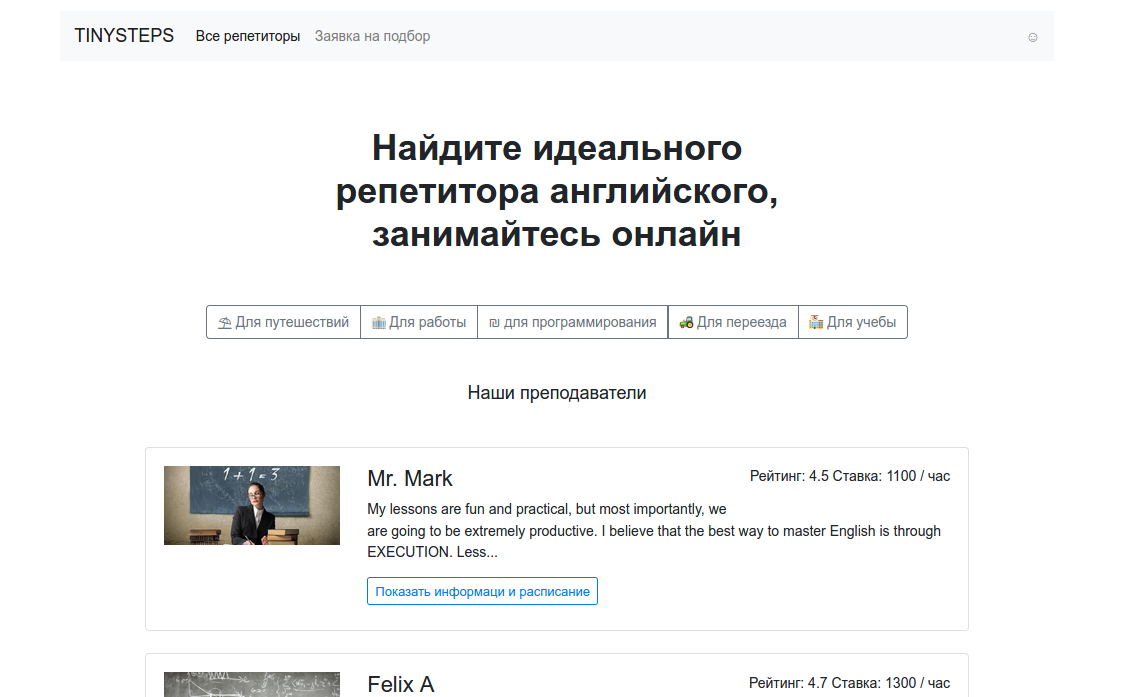 TINYSTEPS Все репетиторы Заявка на подбор ☺
Найдите идеального
репетитора английского,
занимайтесь онлайн
⛱ Для путешествий 🏫 Для работы ₪ для программирования 🚜 Для переезда 🏩 Для учебы
Наши преподаватели
1+1=3
Mr. Mark
Рейтинг: 4.5 Ставка: 1100 / час
My lessons are fun and practical, but most importantly, we
are going to be extremely productive. I believe that the best way to master English is through
EXECUTION. Less...
Показать информаци и расписание
Felix A
Рейтинг: 4.7 Ставка: 1300 / час